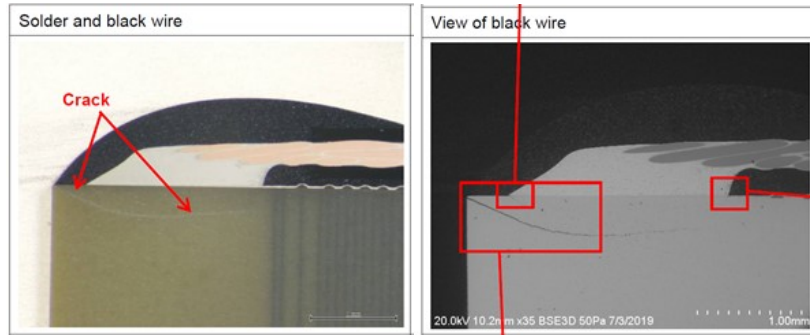 Solder and black wire
View of black wire
Crack
20.0kV 10.2mm x35 BSE3D 50Pa 7/3/2019
1.00mm